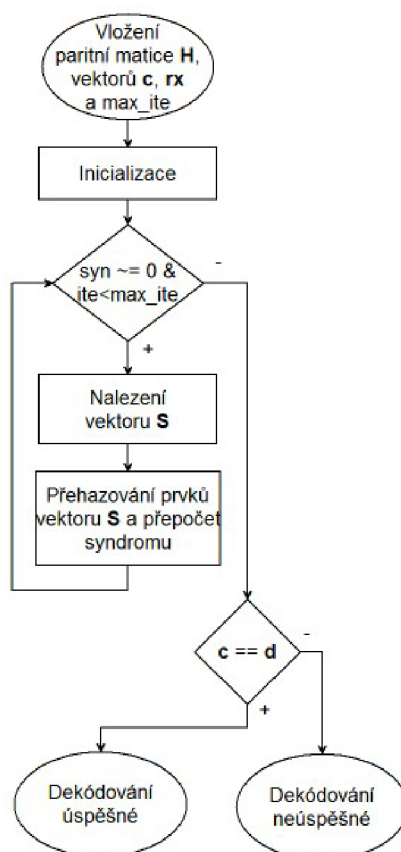 Vložení
paritní matice H,
vektorů c, rx
a max_ite
Inicializace
syn ~= 0 &
ite<max_ite
-
+
Nalezení
vektoru S
Přehazování prvků
vektoru S a přepočet
syndromu
c == d
-
+
Dekódování
úspěšné
Dekódování
neúspěšné